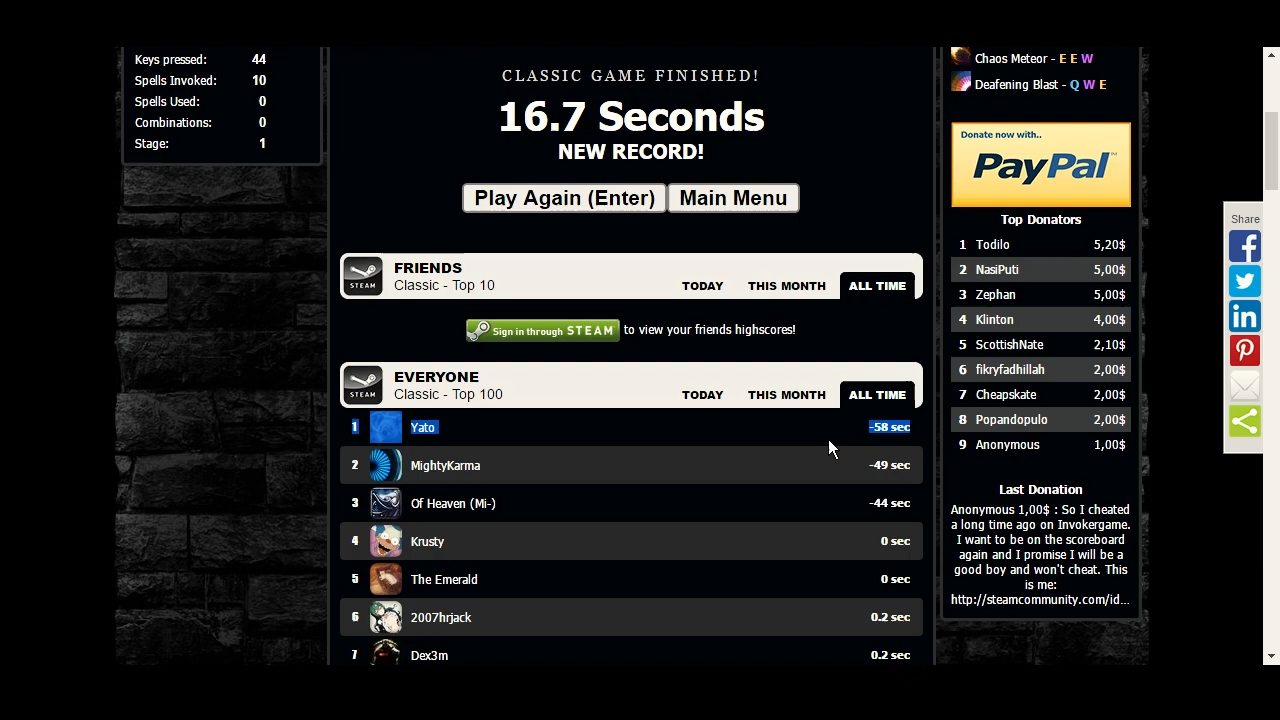 Keys pressed: 44
Spells Invoked: 10
Spells Used: 0
Combinations: 0
Stage: 1
CLASSIC GAME FINISHED!
16.7 Seconds
NEW RECORD!
Play Again (Enter) Main Menu
STEAM
FRIENDS
Classic - Top 10
TODAY THIS MONTH ALL TIME
Sign in through STEAM to view your friends highscores!
STEAM
EVERYONE
Classic - Top 100
TODAY THIS MONTH ALL TIME
1 Yato -58 sec
2 MightyKarma -49 sec
3 Of Heaven (Mi-) -44 sec
4 Krusty 0 sec
5 The Emerald 0 sec
6 2007hrjack 0.2 sec
7 Dex3m 0.2 sec
Chaos Meteor - E E W
Deafening Blast - Q W E
Donate now with..
PayPal™
Top Donators
1 Todilo 5,20$
2 NasiPuti 5,00$
3 Zephan 5,00$
4 Klinton 4,00$
5 ScottishNate 2,10$
6 fikryfadhillah 2,00$
7 Cheapskate 2,00$
8 Popandopulo 2,00$
9 Anonymous 1,00$
Last Donation
Anonymous 1,00$ : So I cheated
a long time ago on Invokergame.
I want to be on the scoreboard
again and I promise I will be a
good boy and won't cheat. This
is me:
http://steamcommunity.com/id...
Share